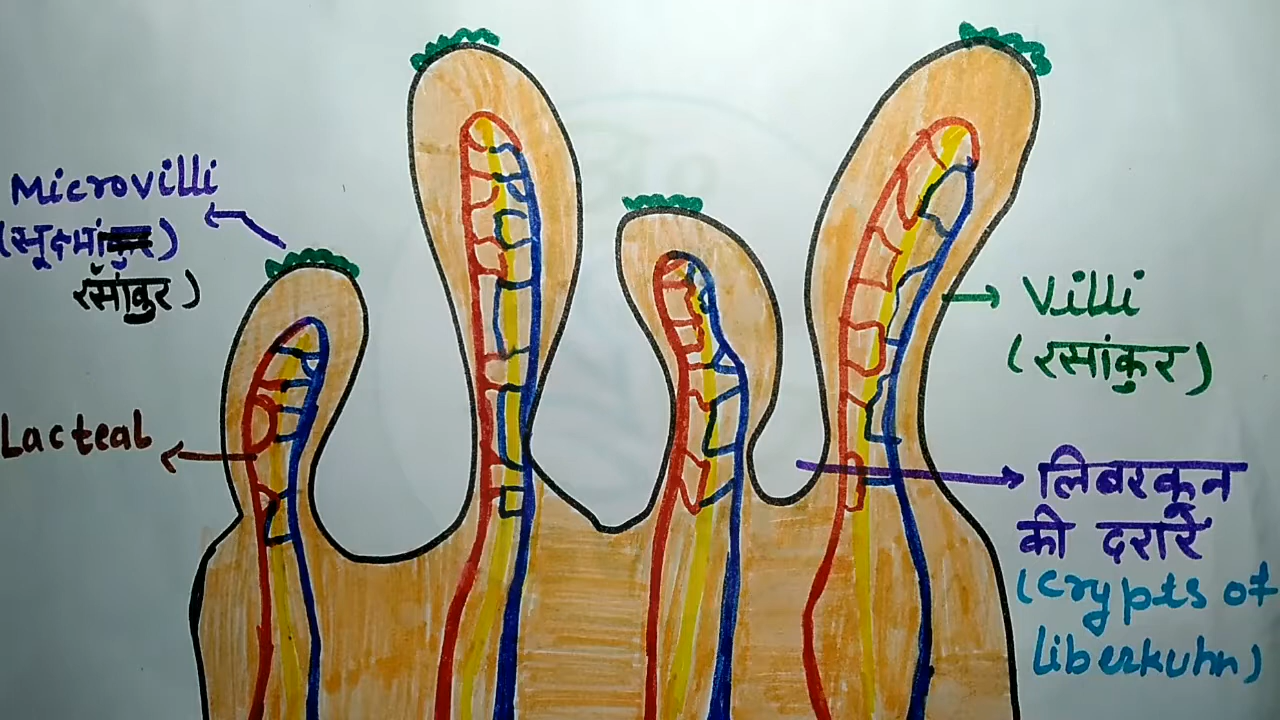 Microvilli
(सूक्ष्मां)
रसांकुर)
Lacteal
Villi
(रसांकुर)
लिबरकुन
की दरारें
(Crypts of
liberkuhn)